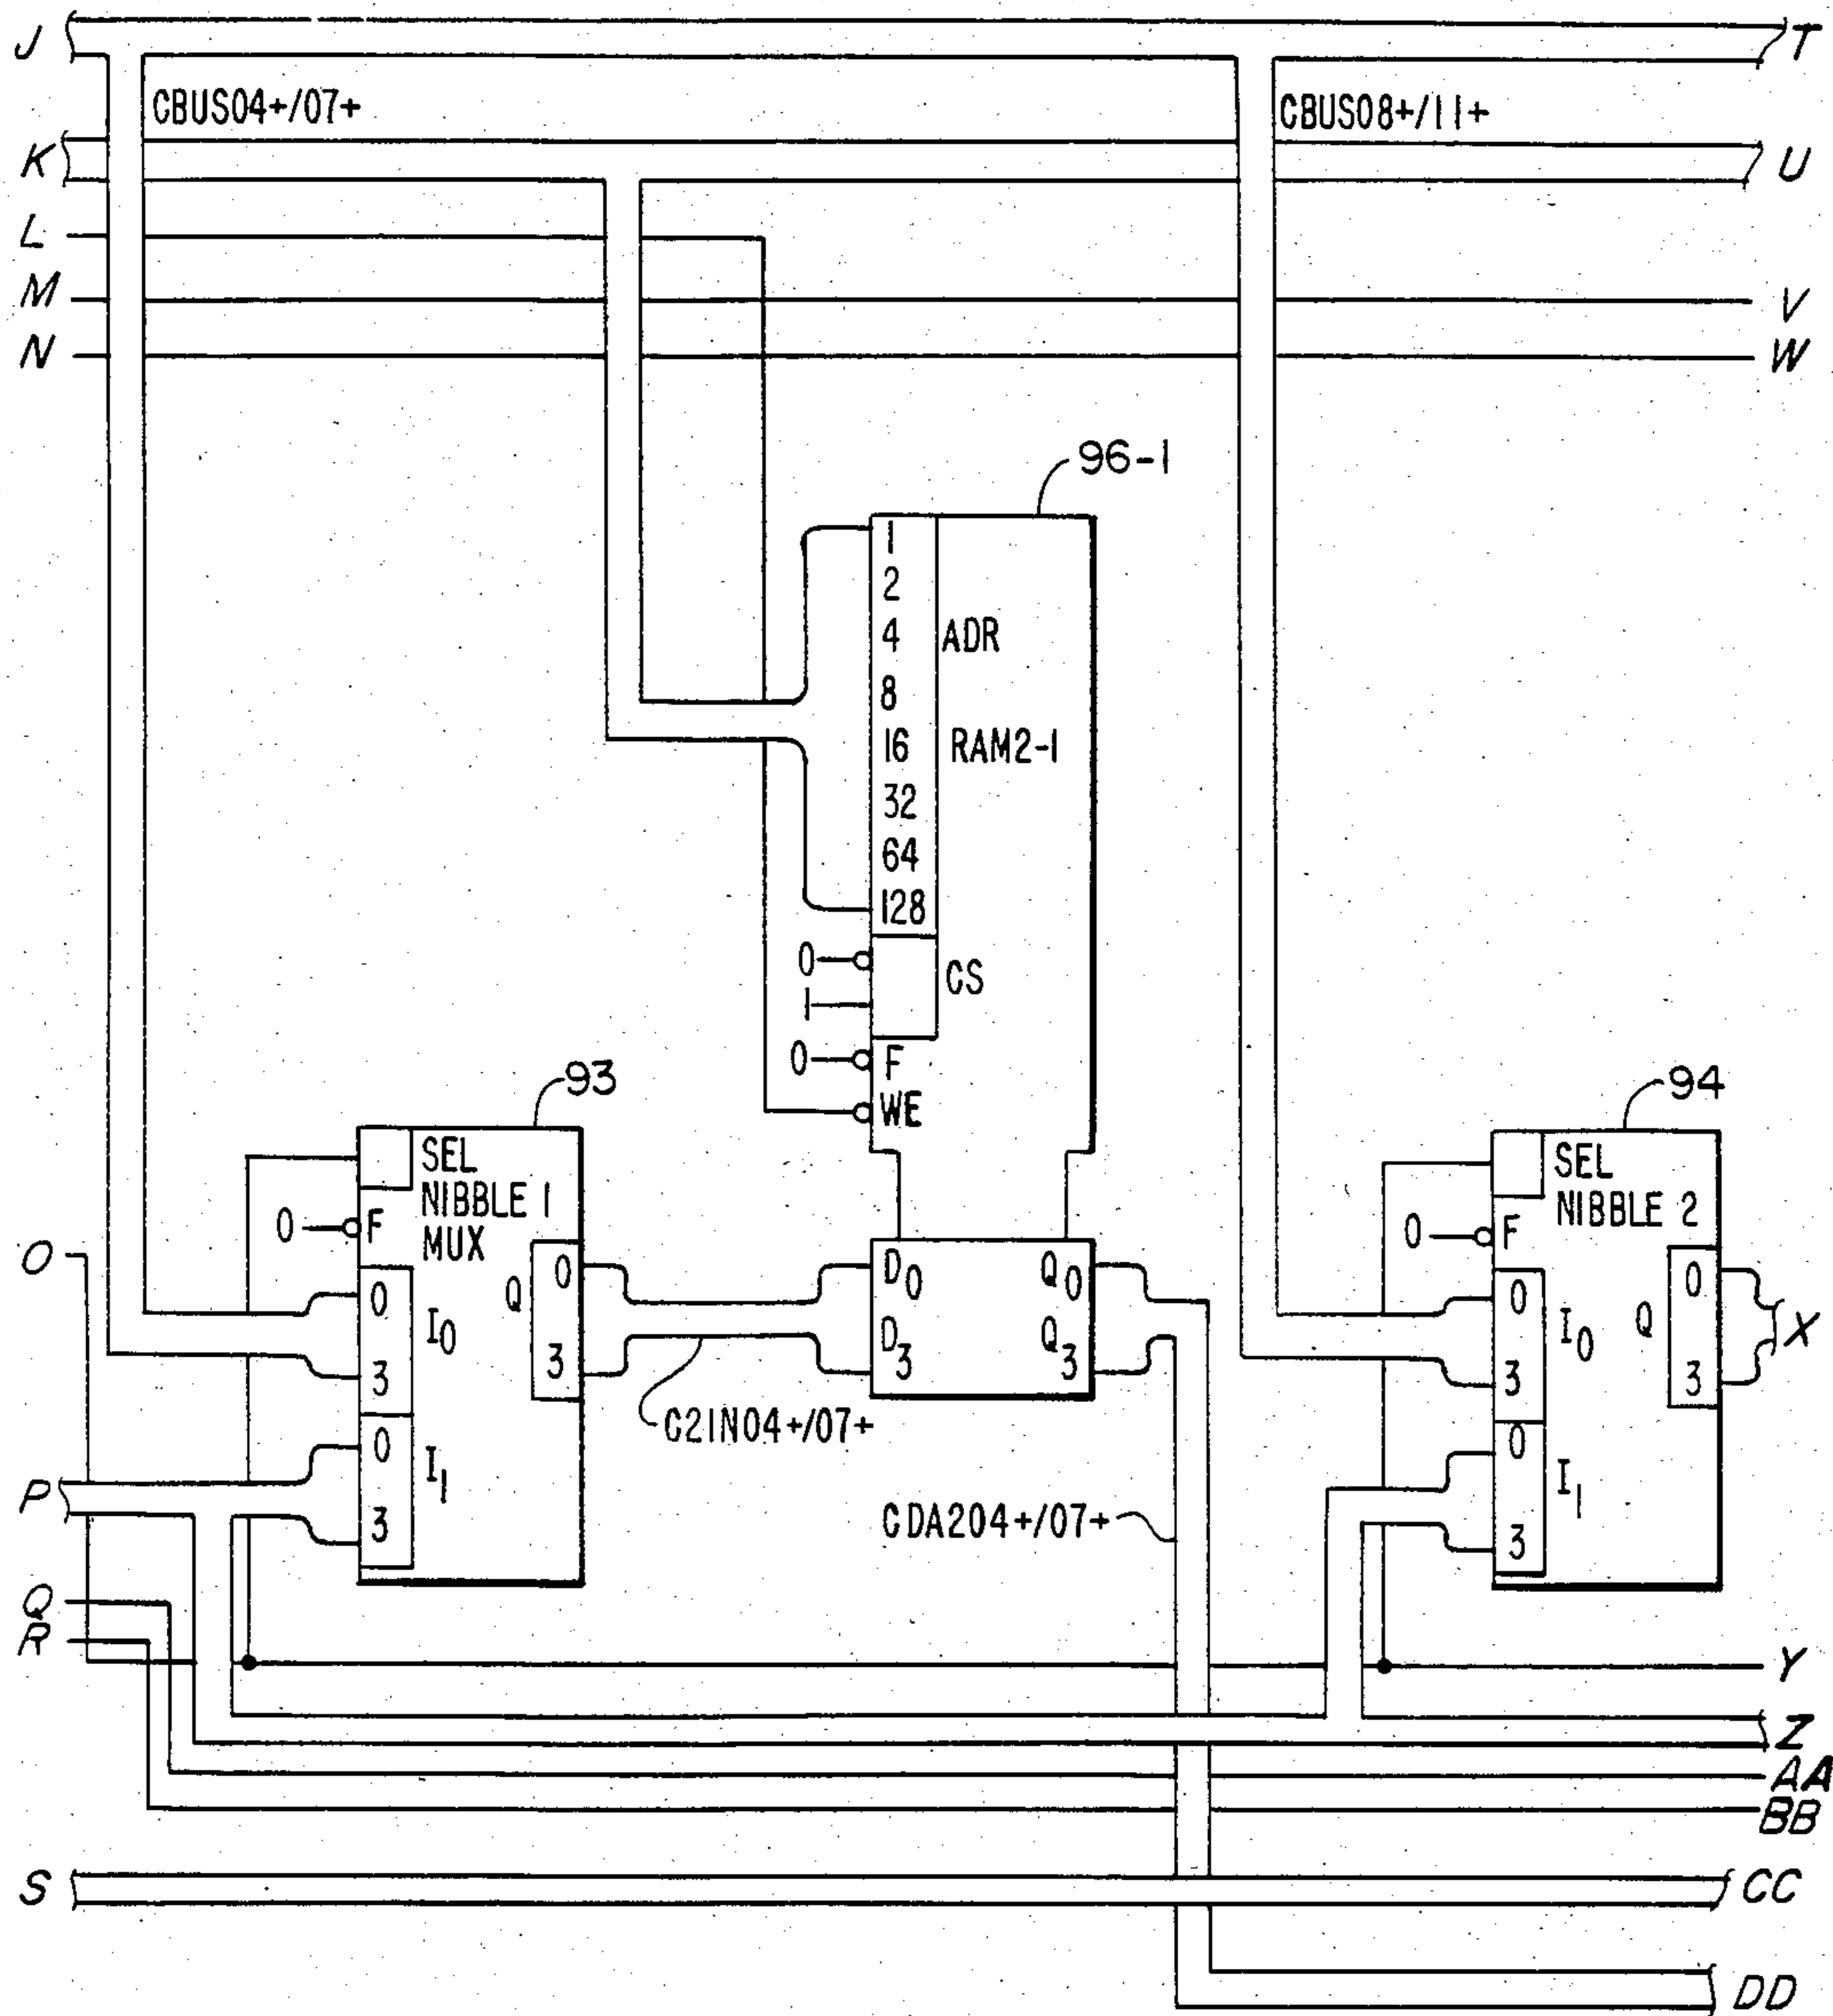 J T
CBUS04+/07+ CBUS08+/11+
K U
L
M V
N W
96-1
1
2
4 ADR
8
16 RAM2-1
32
64
128
0 CS
1
0 F
WE
93
SEL
NIBBLE 1
MUX
0 F
0 I0
3
0 I1
3
Q 0
3
D0 Q0
D3 Q3
C2IN04+/07+
CDA204+/07+
94
SEL
NIBBLE 2
0 F
0 I0
3
0 I1
3
Q 0
3
X
O
P
Q
R
Y
Z
AA
BB
S CC
DD